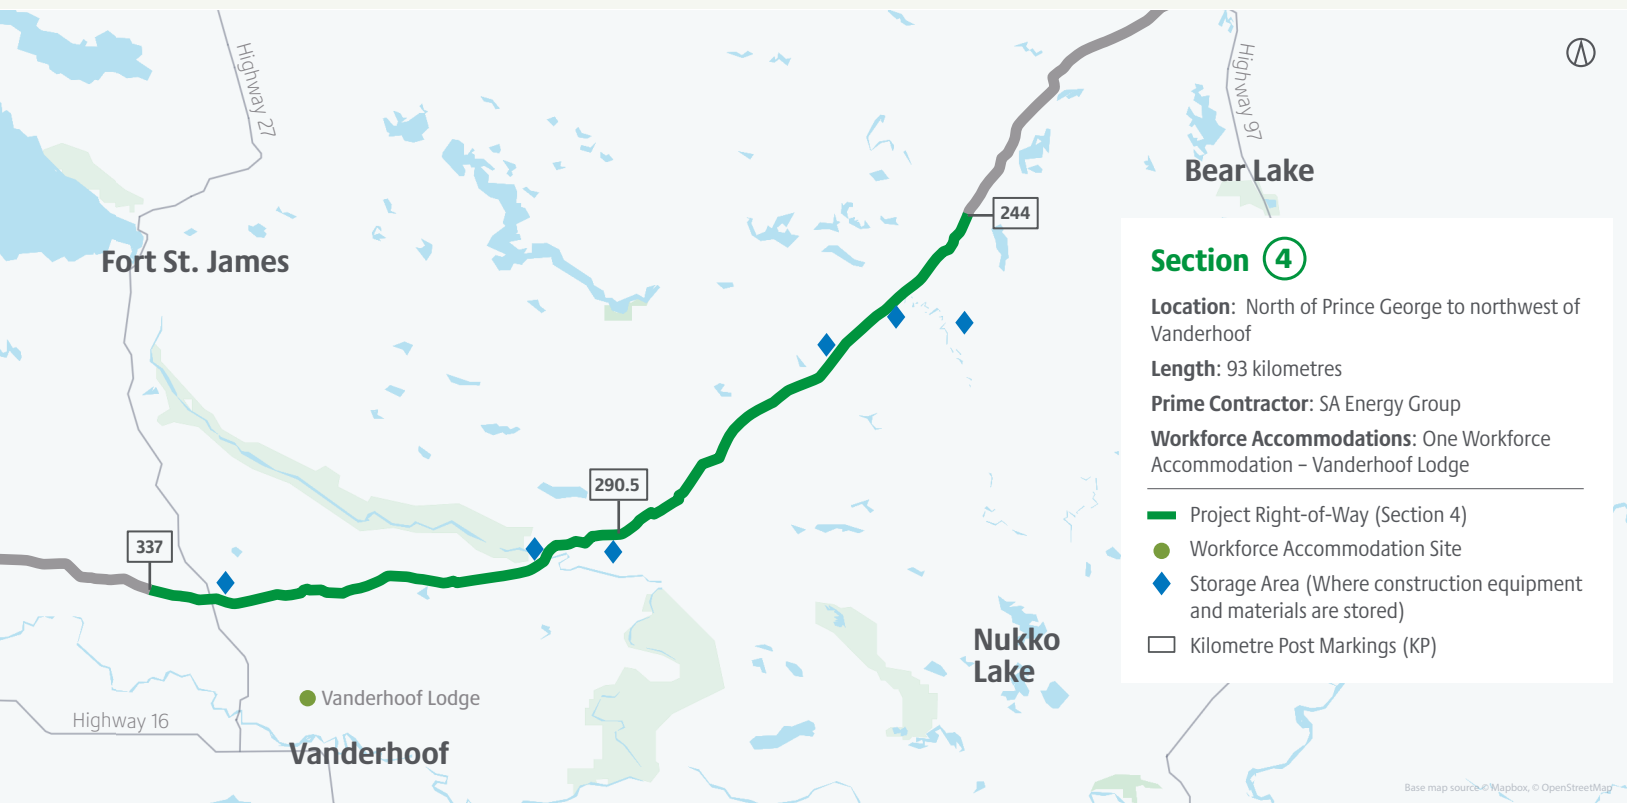 Highway 27
Highway 97
Bear Lake
244
Fort St. James
Section 4
Location: North of Prince George to northwest of
Vanderhoof
Length: 93 kilometres
Prime Contractor: SA Energy Group
Workforce Accommodations: One Workforce
Accommodation – Vanderhoof Lodge
290.5
337
Project Right-of-Way (Section 4)
Workforce Accommodation Site
Storage Area (Where construction equipment
and materials are stored)
Kilometre Post Markings (KP)
Nukko
Lake
Vanderhoof Lodge
Highway 16
Vanderhoof
Base map source © Mapbox, © OpenStreetMap